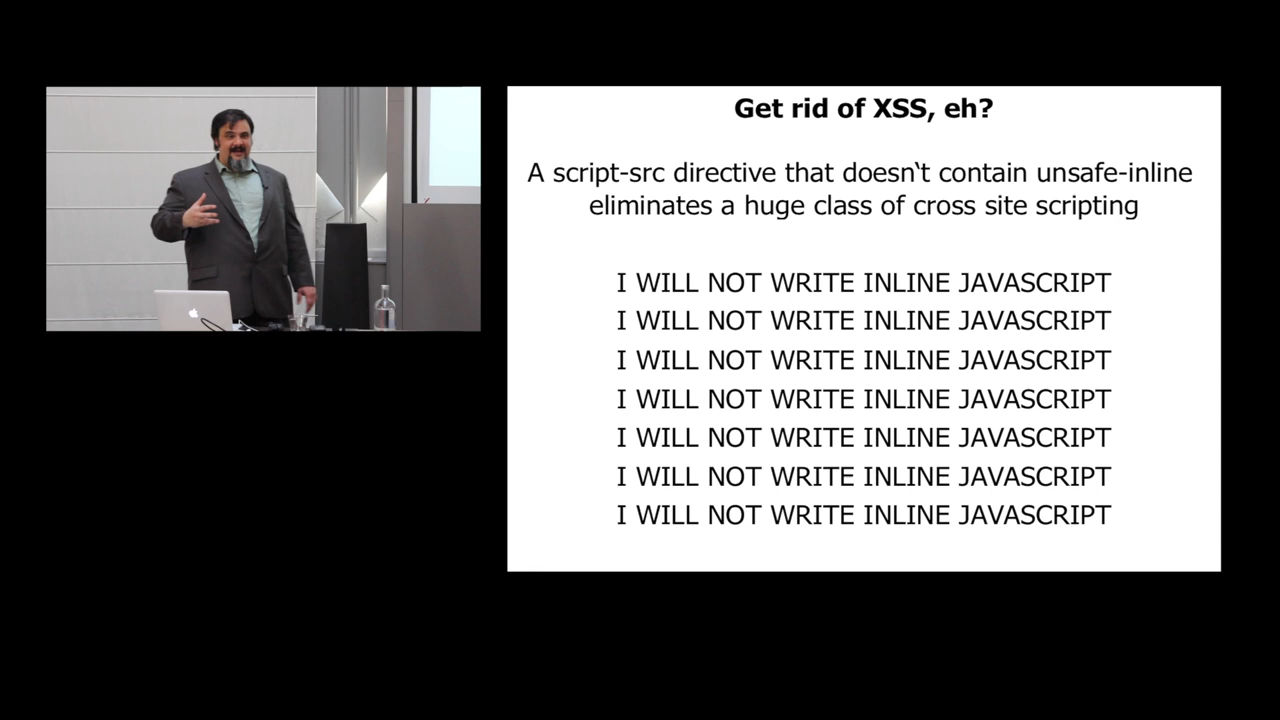 Get rid of XSS, eh?
A script-src directive that doesn‘t contain unsafe-inline
eliminates a huge class of cross site scripting
I WILL NOT WRITE INLINE JAVASCRIPT
I WILL NOT WRITE INLINE JAVASCRIPT
I WILL NOT WRITE INLINE JAVASCRIPT
I WILL NOT WRITE INLINE JAVASCRIPT
I WILL NOT WRITE INLINE JAVASCRIPT
I WILL NOT WRITE INLINE JAVASCRIPT
I WILL NOT WRITE INLINE JAVASCRIPT